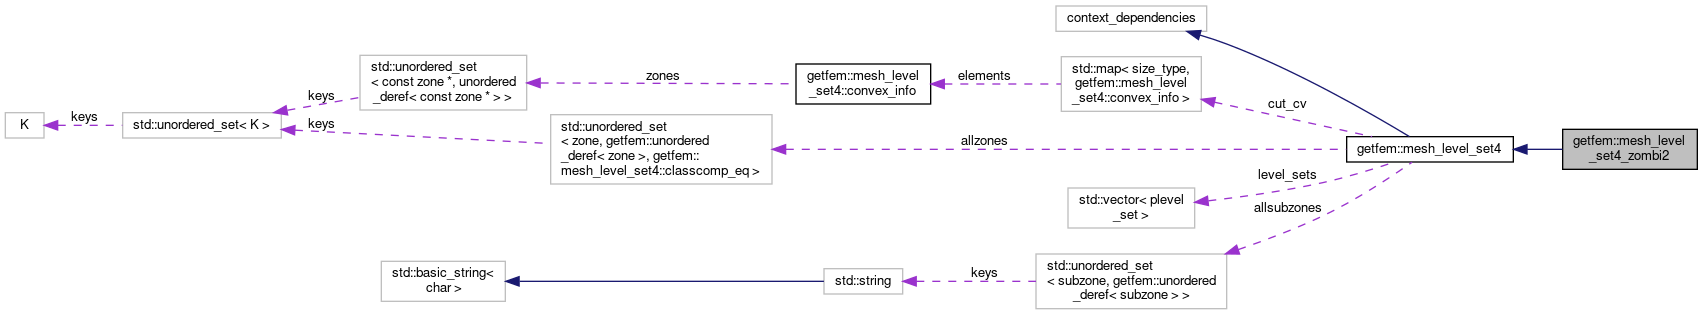 context_dependencies
std::unordered_set
< const zone *, unordered
_deref< const zone * > >
zones
getfem::mesh_level
_set4::convex_info
elements
std::map< size_type,
getfem::mesh_level
_set4::convex_info >
keys
cut_cv
K
keys
std::unordered_set< K >
keys
std::unordered_set
< zone, getfem::unordered
_deref< zone >, getfem::
mesh_level_set4::classcomp_eq >
allzones
getfem::mesh_level_set4
getfem::mesh_level
_set4_zombi2
level_sets
std::vector< plevel
_set >
allsubzones
std::basic_string<
char >
std::string
keys
std::unordered_set
< subzone, getfem::unordered
_deref< subzone > >